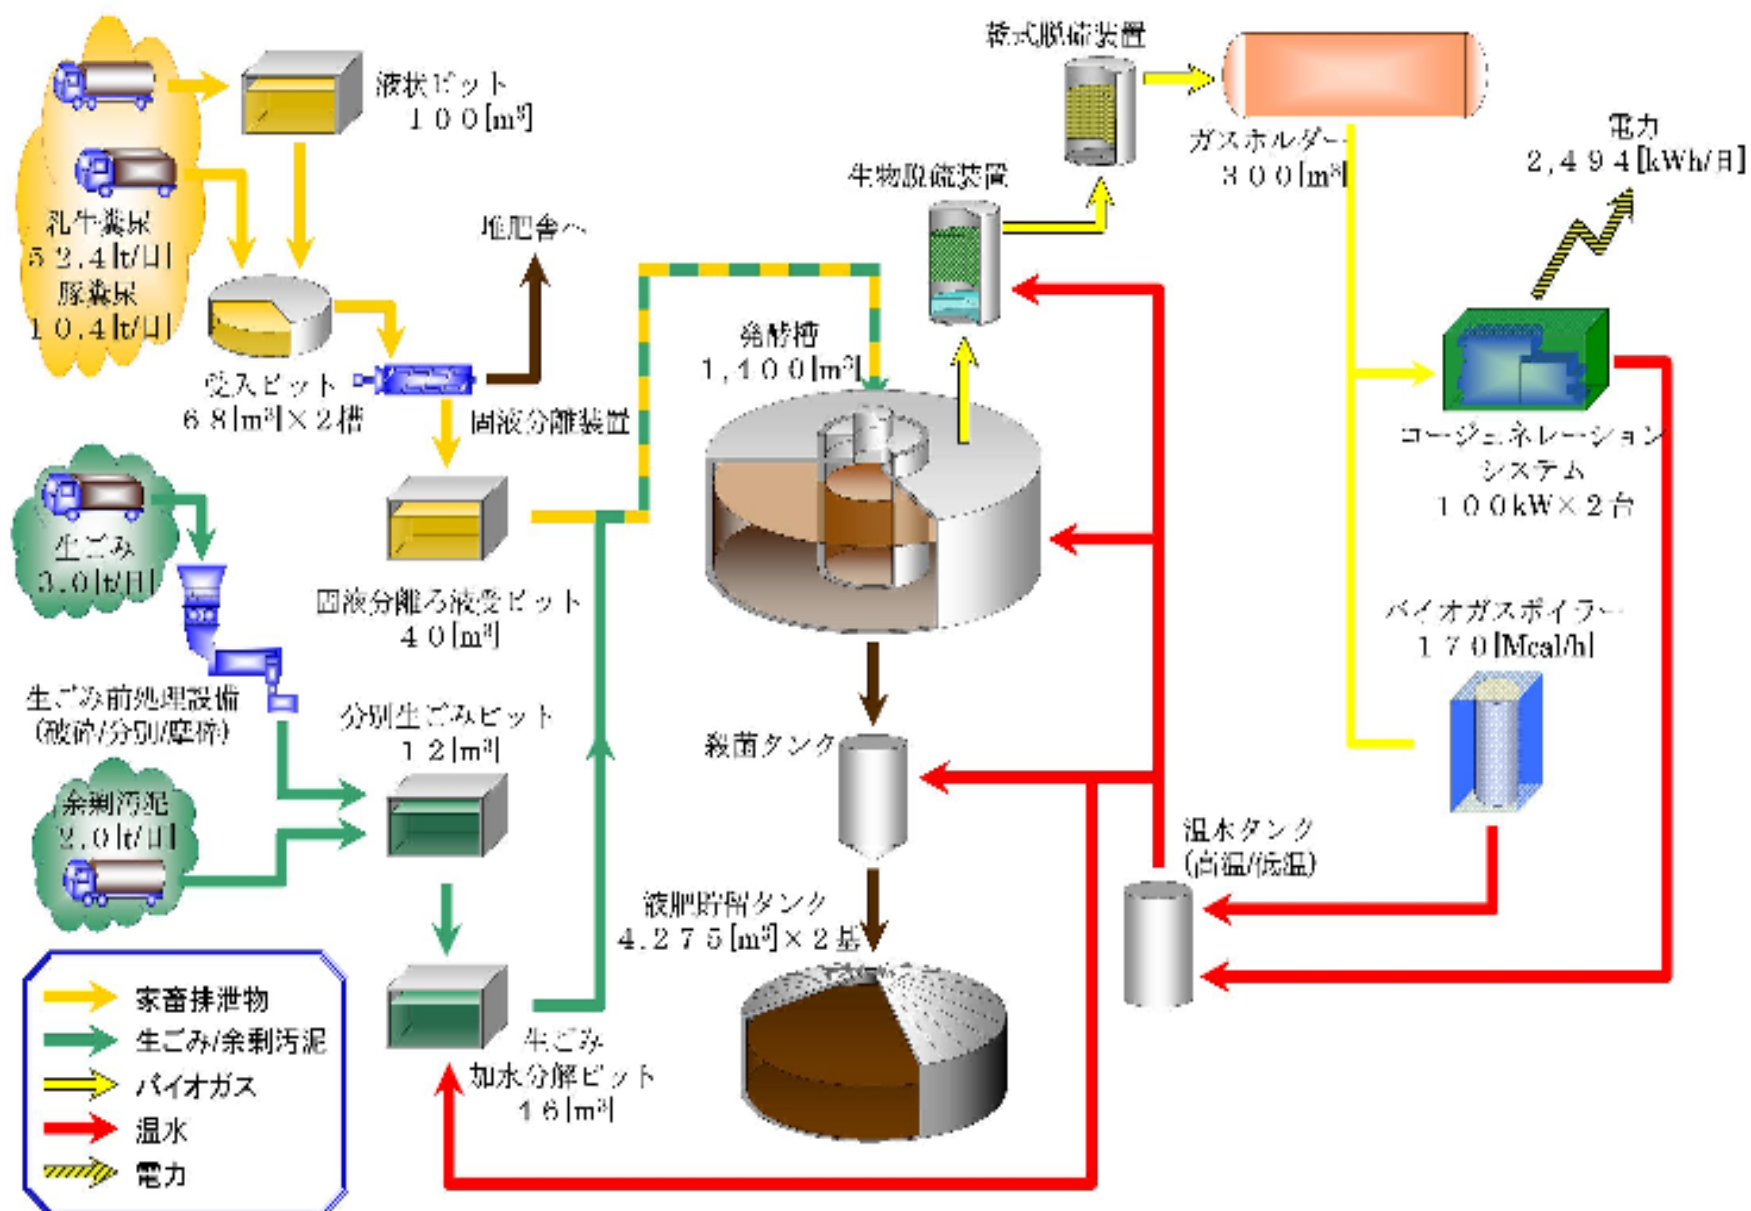 乾式脱硫装置
液状ピット
100[m³]
ガスホルダー
300[m³]
電力
2,494[kWh/日]
生物脱硫装置
乳牛糞尿
52.4[t/日]
豚糞尿
10.4[t/日]
堆肥舎へ
発酵槽
1,400[m³]
受入ピット
68[m³]×2槽
固液分離装置
コージェネレーション
システム
100kW×2台
生ごみ
3.0[t/日]
固液分離ろ液受ピット
40[m³]
バイオガスボイラー
170[Mcal/h]
生ごみ前処理設備
(破砕/分別/摩砕)
分別生ごみピット
12[m³]
殺菌タンク
余剰汚泥
2.0[t/日]
温水タンク
(高温/低温)
液肥貯留タンク
4,275[m³]×2基
生ごみ
加水分解ピット
16[m³]
家畜排泄物
生ごみ/余剰汚泥
バイオガス
温水
電力